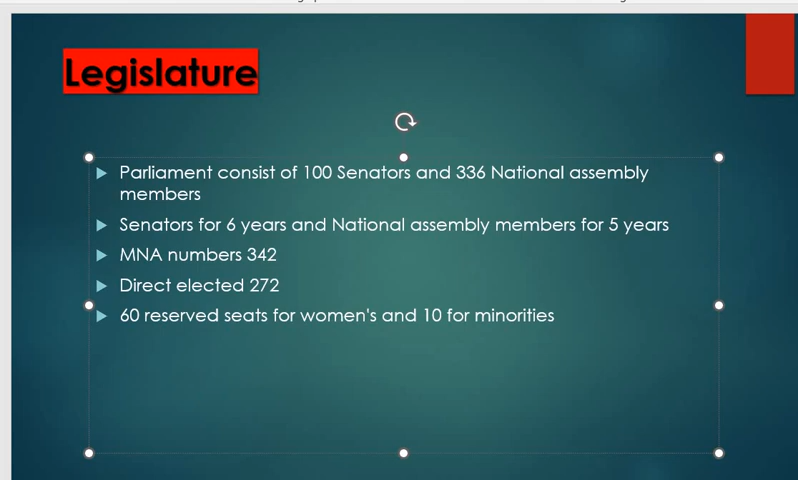 Legislature
Parliament consist of 100 Senators and 336 National assembly
members
Senators for 6 years and National assembly members for 5 years
MNA numbers 342
Direct elected 272
60 reserved seats for women's and 10 for minorities